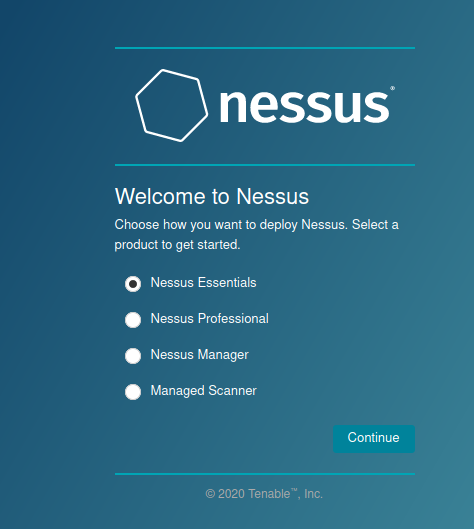 nessus®
Welcome to Nessus
Choose how you want to deploy Nessus. Select a
product to get started.
Nessus Essentials
Nessus Professional
Nessus Manager
Managed Scanner
Continue
© 2020 Tenable™, Inc.